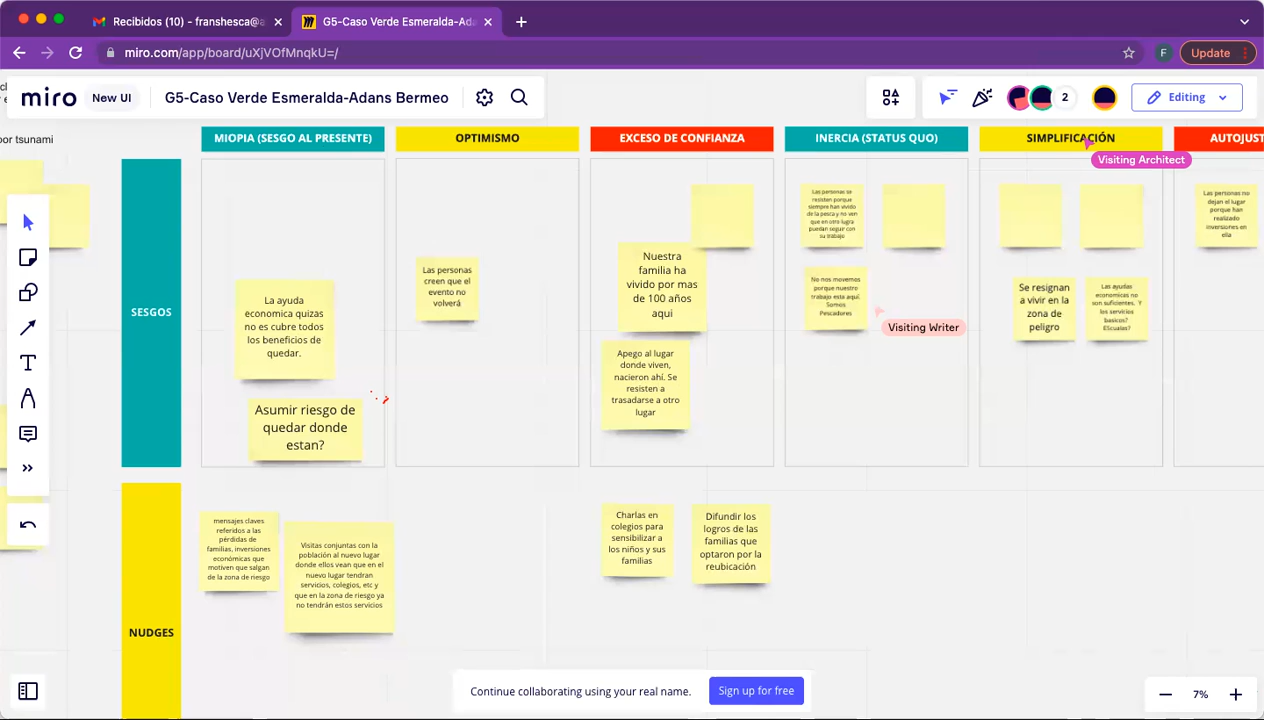 Recibidos (10) – franshesca@a
G5-Caso Verde Esmeralda-Ada
miro.com/app/board/uXjVOfMnqkU=/
F
Update
miro
New UI
G5-Caso Verde Esmeralda-Adans Bermeo
2
Editing
por tsunami
MIOPIA (SESGO AL PRESENTE)
OPTIMISMO
EXCESO DE CONFIANZA
INERCIA (STATUS QUO)
SIMPLIFICACIÓN
AUTOJUST
Visiting Architect
SESGOS
La ayuda
economica quizas
no es cubre todos
los beneficios de
quedar.
Asumir riesgo de
quedar donde
estan?
Las personas
creen que el
evento no
volverá
Nuestra
familia ha
vivido por mas
de 100 años
aqui
Apego al lugar
donde viven,
nacieron ahí. Se
resisten a
trasadarse a otro
lugar
Las personas se
resisten porque
siempre han vivido
de la pesca y no ven
que en otro lugra
puedan seguir con
su trabajo
No nos movemos
porque nuestro
trabajo esta aquí.
Somos
Pescadores
Visiting Writer
Se resignan
a vivir en la
zona de
peligro
Las ayudas
economicas no
son suficientes. Y
los servicios
basicos?
EScuelas?
Las personas no
dejan el lugar
porque han
realizado
inversiones en
ella
NUDGES
mensajes claves
referidos a las
pérdidas de
familias, inversiones
económicas que
motiven que salgan
de la zona de riesgo
Visitas conjuntas con la
población al nuevo lugar
donde ellos vean que en el
nuevo lugar tendran
servicios, colegios, etc y
que en la zona de riesgo ya
no tendrán estos servicios
Charlas en
colegios para
sensibilizar a
los niños y sus
familias
Difundir los
logros de las
familias que
optaron por la
reubicación
Continue collaborating using your real name.
Sign up for free
7%